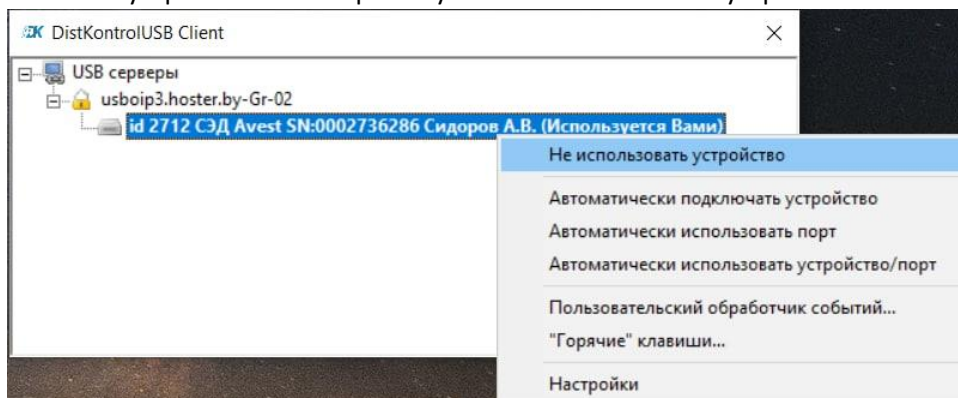 DistKontrolUSB Client
USB серверы
usboip3.hoster.by-Gr-02
id 2712 СЭД Avest SN:0002736286 Сидоров А.В. (Используется Вами)
Не использовать устройство
Автоматически подключать устройство
Автоматически использовать порт
Автоматически использовать устройство/порт
Пользовательский обработчик событий...
"Горячие" клавиши...
Настройки